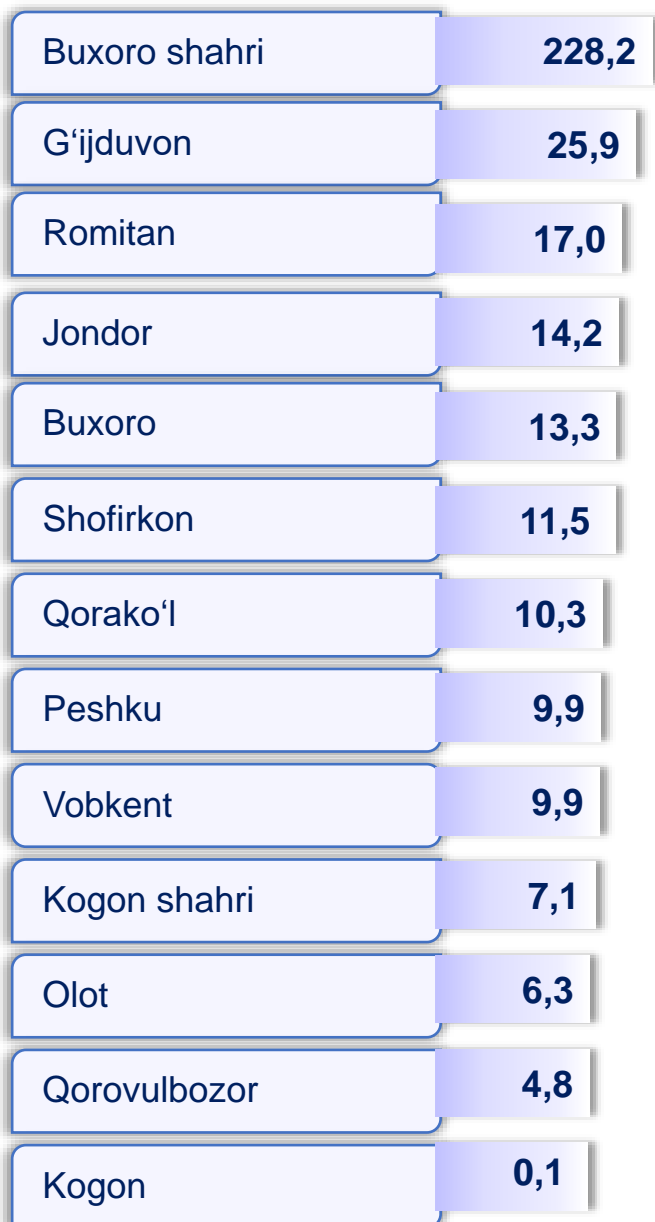 Buxoro shahri 228,2
G‘ijduvon 25,9
Romitan 17,0
Jondor 14,2
Buxoro 13,3
Shofirkon 11,5
Qorako‘l 10,3
Peshku 9,9
Vobkent 9,9
Kogon shahri 7,1
Olot 6,3
Qorovulbozor 4,8
Kogon 0,1